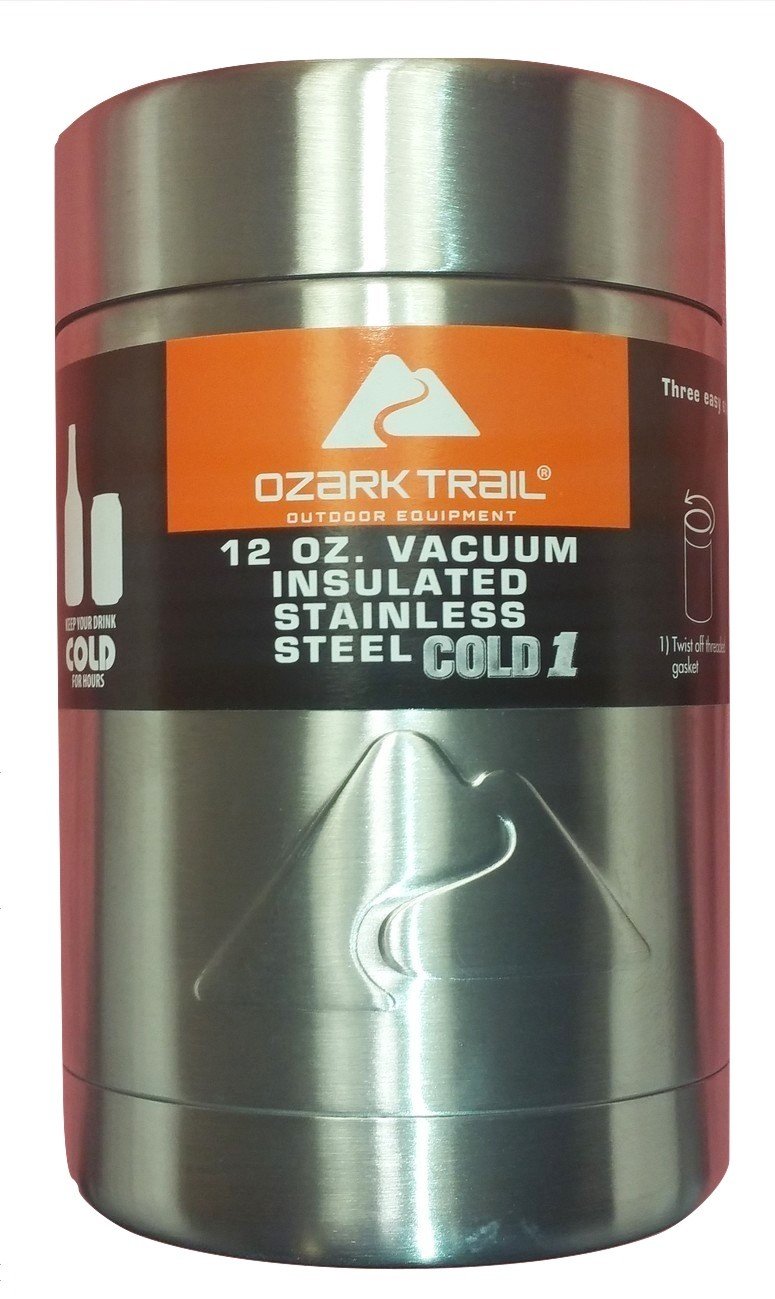 OZARK TRAIL®
OUTDOOR EQUIPMENT
12 OZ. VACUUM
INSULATED
STAINLESS
STEEL COLD 1
KEEP YOUR DRINK
COLD
FOR HOURS
Three easy
1) Twist off threaded
gasket